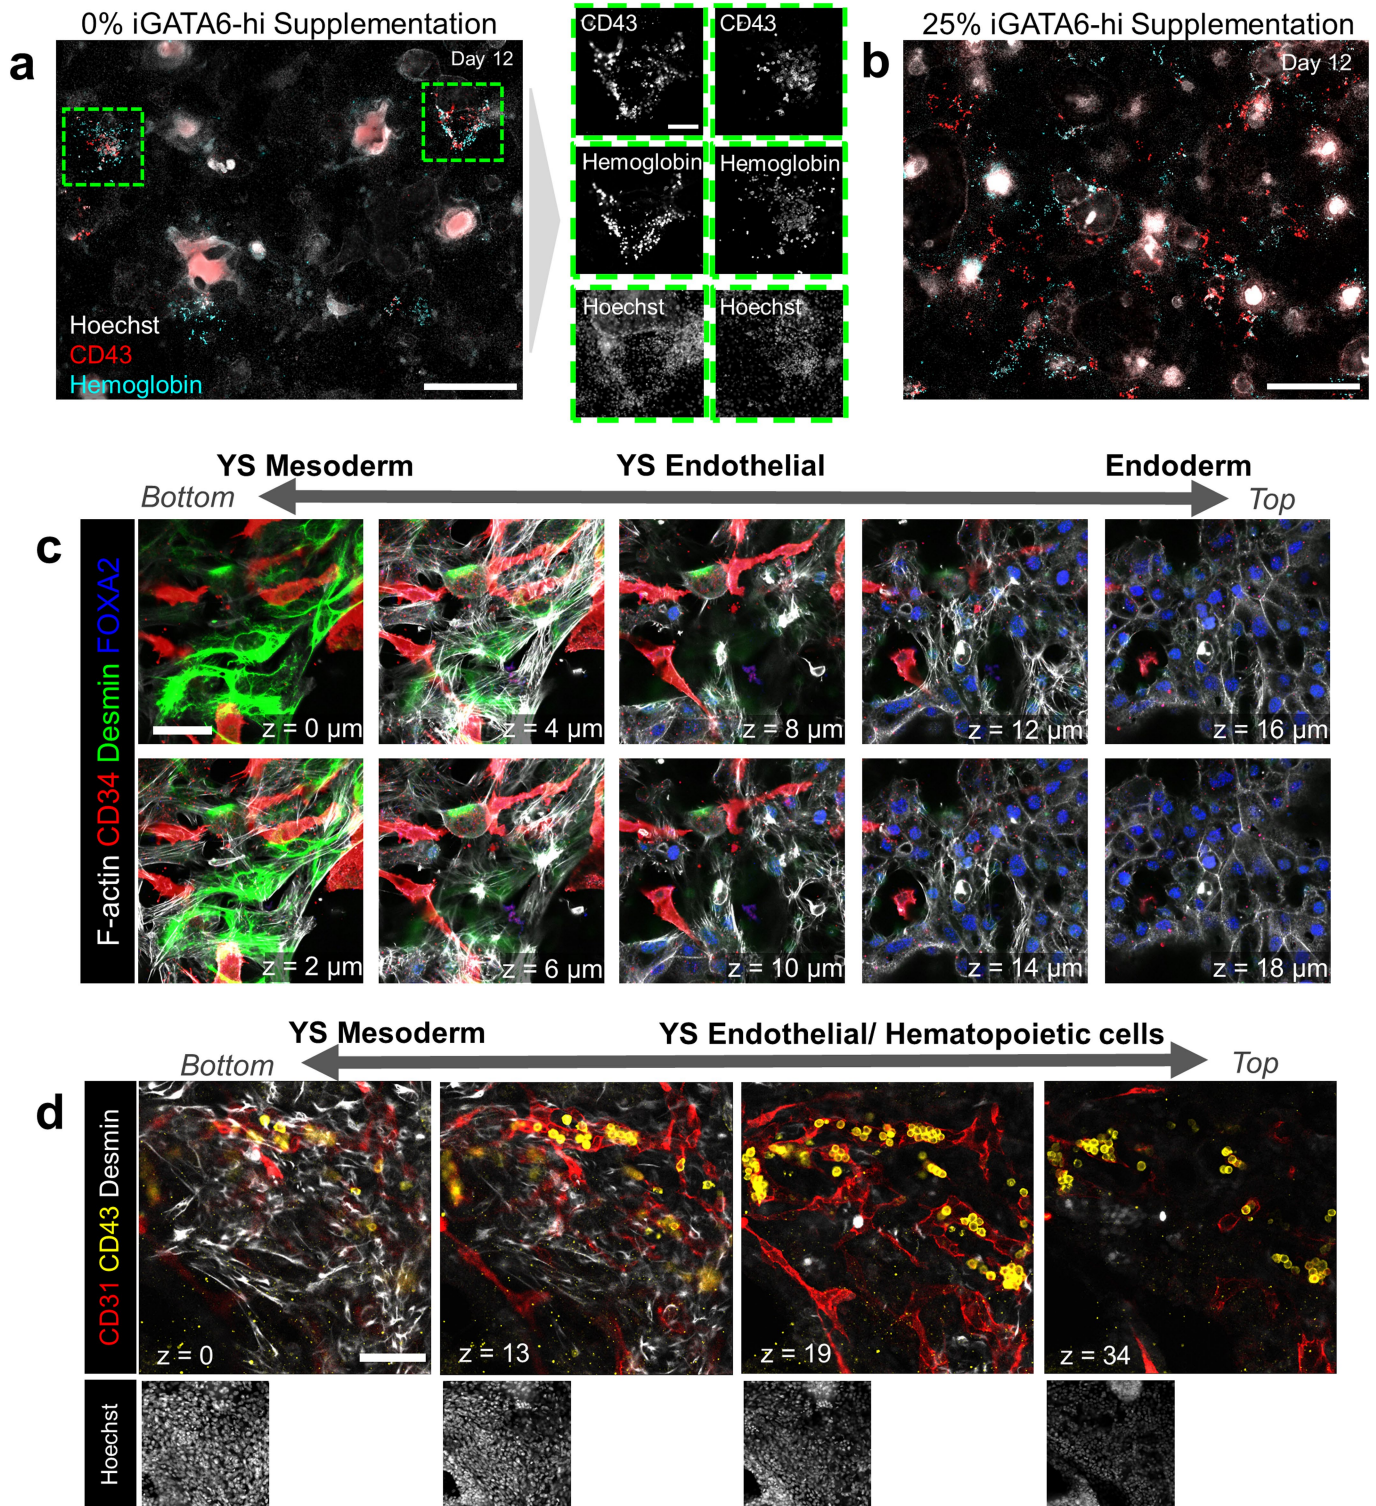 0% iGATA6-hi Supplementation
a
Day 12
Hoechst
CD43
Hemoglobin
CD43
CD43
Hemoglobin
Hemoglobin
Hoechst
Hoechst
25% iGATA6-hi Supplementation
b
Day 12
YS Mesoderm
YS Endothelial
Endoderm
Bottom
Top
c
F-actin CD34 Desmin FOXA2
z = 0 µm
z = 4 µm
z = 8 µm
z = 12 µm
z = 16 µm
z = 2 µm
z = 6 µm
z = 10 µm
z = 14 µm
z = 18 µm
YS Mesoderm
YS Endothelial/ Hematopoietic cells
Bottom
Top
d
CD31 CD43 Desmin
z = 0
z = 13
z = 19
z = 34
Hoechst